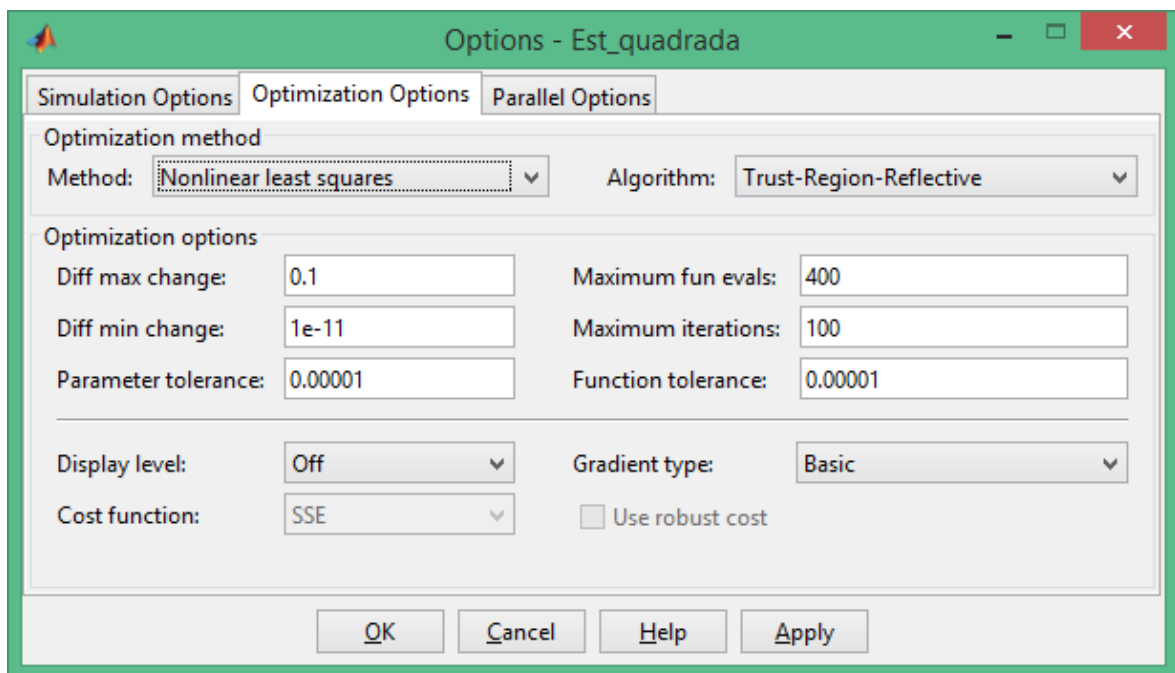 Options - Est_quadrada
Simulation Options Optimization Options Parallel Options
Optimization method
Method: Nonlinear least squares Algorithm: Trust-Region-Reflective
Optimization options
Diff max change: 0.1 Maximum fun evals: 400
Diff min change: 1e-11 Maximum iterations: 100
Parameter tolerance: 0.00001 Function tolerance: 0.00001
Display level: Off Gradient type: Basic
Cost function: SSE Use robust cost
OK Cancel Help Apply